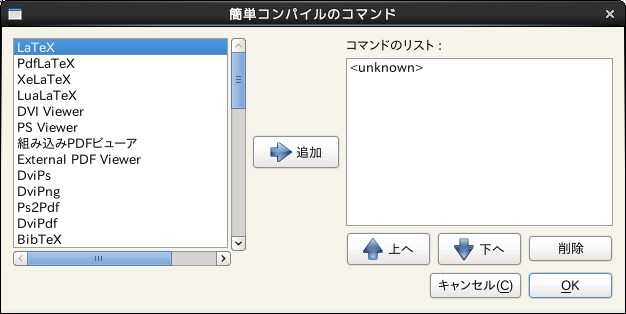 簡単コンパイルのコマンド
LaTeX
PdfLaTeX
XeLaTeX
LuaLaTeX
DVI Viewer
PS Viewer
組み込みPDFビューア
External PDF Viewer
DviPs
DviPng
Ps2Pdf
DviPdf
BibTeX
追加
コマンドのリスト：
<unknown>
上へ
下へ
削除
キャンセル(C)
OK